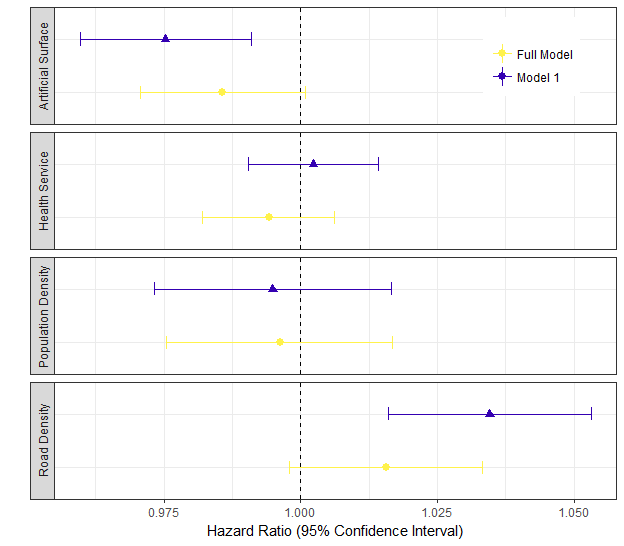 Artificial Surface
Full Model
Model 1
Health Service
Population Density
Road Density
0.975
1.000
1.025
1.050
Hazard Ratio (95% Confidence Interval)